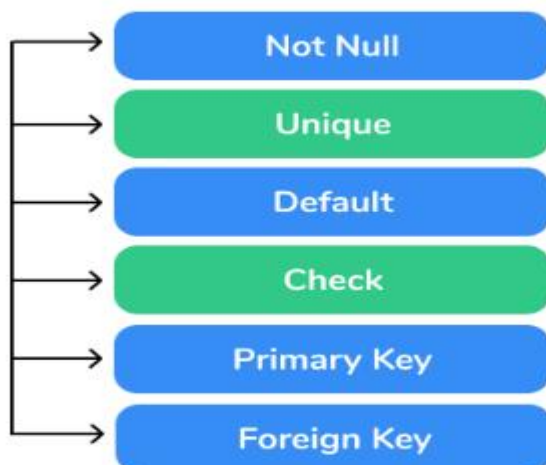 Not Null
Unique
Default
Check
Primary Key
Foreign Key